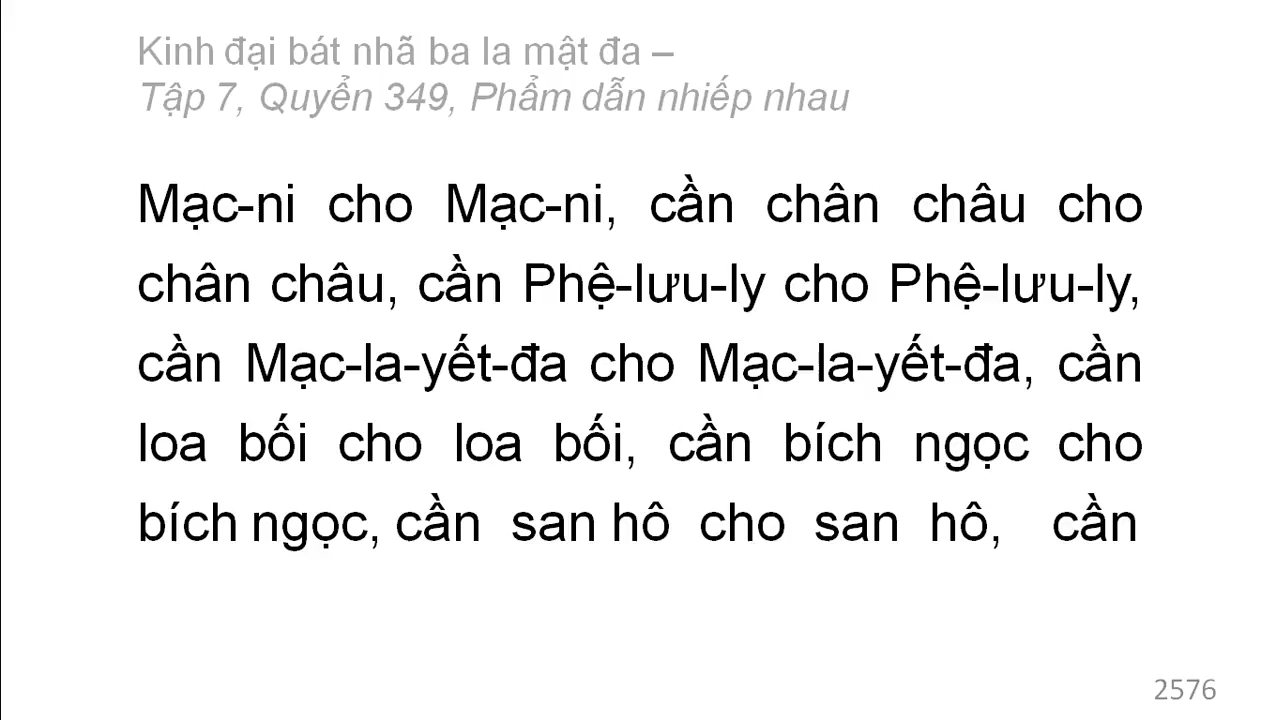 Kinh đại bát nhã ba la mật đa –
Tập 7, Quyển 349, Phẩm dẫn nhiếp nhau
Mạc-ni cho Mạc-ni, cần chân châu cho
chân châu, cần Phệ-lưu-ly cho Phệ-lưu-ly,
cần Mạc-la-yết-đa cho Mạc-la-yết-đa, cần
loa bối cho loa bối, cần bích ngọc cho
bích ngọc, cần san hô cho san hô, cần
2576